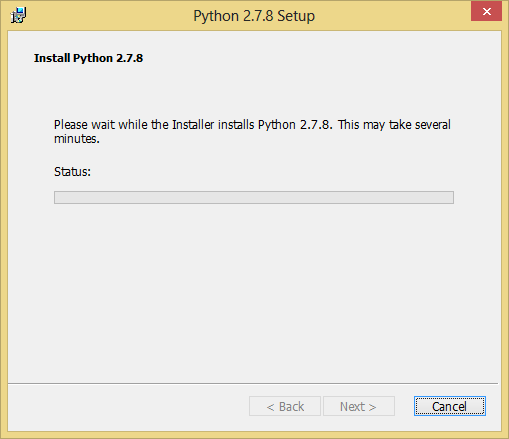 Python 2.7.8 Setup
Install Python 2.7.8
Please wait while the Installer installs Python 2.7.8. This may take several
minutes.
Status:
< Back
Next >
Cancel